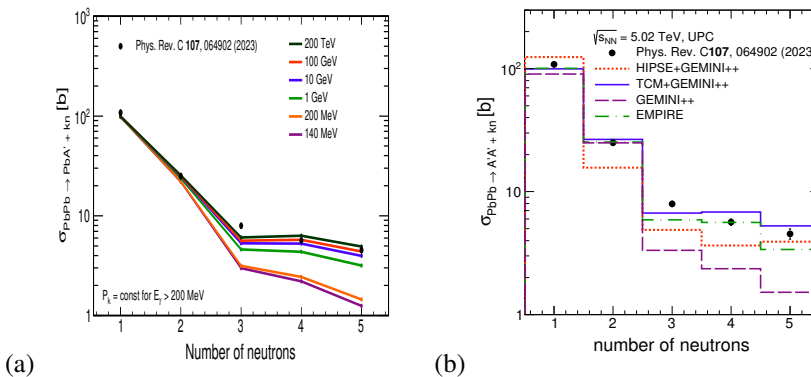 σPbPb → PbA' + kn [b]
10³
10²
10
1
Phys. Rev. C 107, 064902 (2023)
200 TeV
100 GeV
10 GeV
1 GeV
200 MeV
140 MeV
Pk = const for Eγ > 200 MeV
1 2 3 4 5
Number of neutrons
(a)
σPbPb → A'A' + kn [b]
10²
10
1
√sNN = 5.02 TeV, UPC
Phys. Rev. C107, 064902 (2023
HIPSE+GEMINI++
TCM+GEMINI++
GEMINI++
EMPIRE
1 2 3 4 5
number of neutrons
(b)